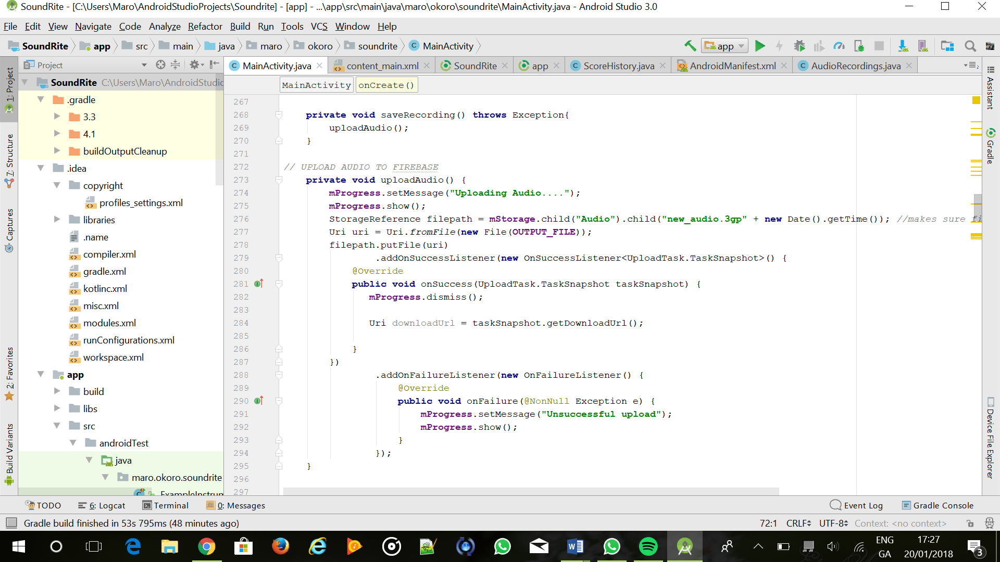 SoundRite - [C:\Users\Maro\AndroidStudioProjects\Soundrite] - [app] - ...\app\src\main\java\maro\okoro\soundrite\MainActivity.java - Android Studio 3.0
File Edit View Navigate Code Analyze Refactor Build Run Tools VCS Window Help
SoundRite app src main java maro okoro soundrite MainActivity app
Project MainActivity.java content_main.xml SoundRite app ScoreHistory.java AndroidManifest.xml AudioRecordings.java 2
MainActivity onCreate()
1: Project
7: Structure
Captures
2: Favorites
Build Variants
SoundRite C:\Users\Maro\AndroidStudio
.gradle
3.3
4.1
buildOutputCleanup
.idea
copyright
profiles_settings.xml
libraries
.name
compiler.xml
gradle.xml
kotlinc.xml
misc.xml
modules.xml
runConfigurations.xml
workspace.xml
app
build
libs
src
androidTest
java
maro.okoro.soundrite
ExampleInstrum
267
268 private void saveRecording() throws Exception{
269 uploadAudio();
270 }
271
272 // UPLOAD AUDIO TO FIREBASE
273 private void uploadAudio() {
274 mProgress.setMessage("Uploading Audio....");
275 mProgress.show();
276 StorageReference filepath = mStorage.child("Audio").child("new_audio.3gp" + new Date().getTime()); //makes sure fi
277 Uri uri = Uri.fromFile(new File(OUTPUT_FILE));
278 filepath.putFile(uri)
279 .addOnSuccessListener(new OnSuccessListener<UploadTask.TaskSnapshot>() {
280 @Override
281 public void onSuccess(UploadTask.TaskSnapshot taskSnapshot) {
282 mProgress.dismiss();
283
284 Uri downloadUrl = taskSnapshot.getDownloadUrl();
285
286 }
287 })
288 .addOnFailureListener(new OnFailureListener() {
289 @Override
290 public void onFailure(@NonNull Exception e) {
291 mProgress.setMessage("Unsuccessful upload");
292 mProgress.show();
293 }
294 });
295 }
296
297
Assistant
Gradle
Device File Explorer
TODO 6: Logcat Terminal 0: Messages Event Log Gradle Console
Gradle build finished in 53s 795ms (48 minutes ago) 72:1 CRLF UTF-8 Context: <no context>
ENG 17:27
GA 20/01/2018 3